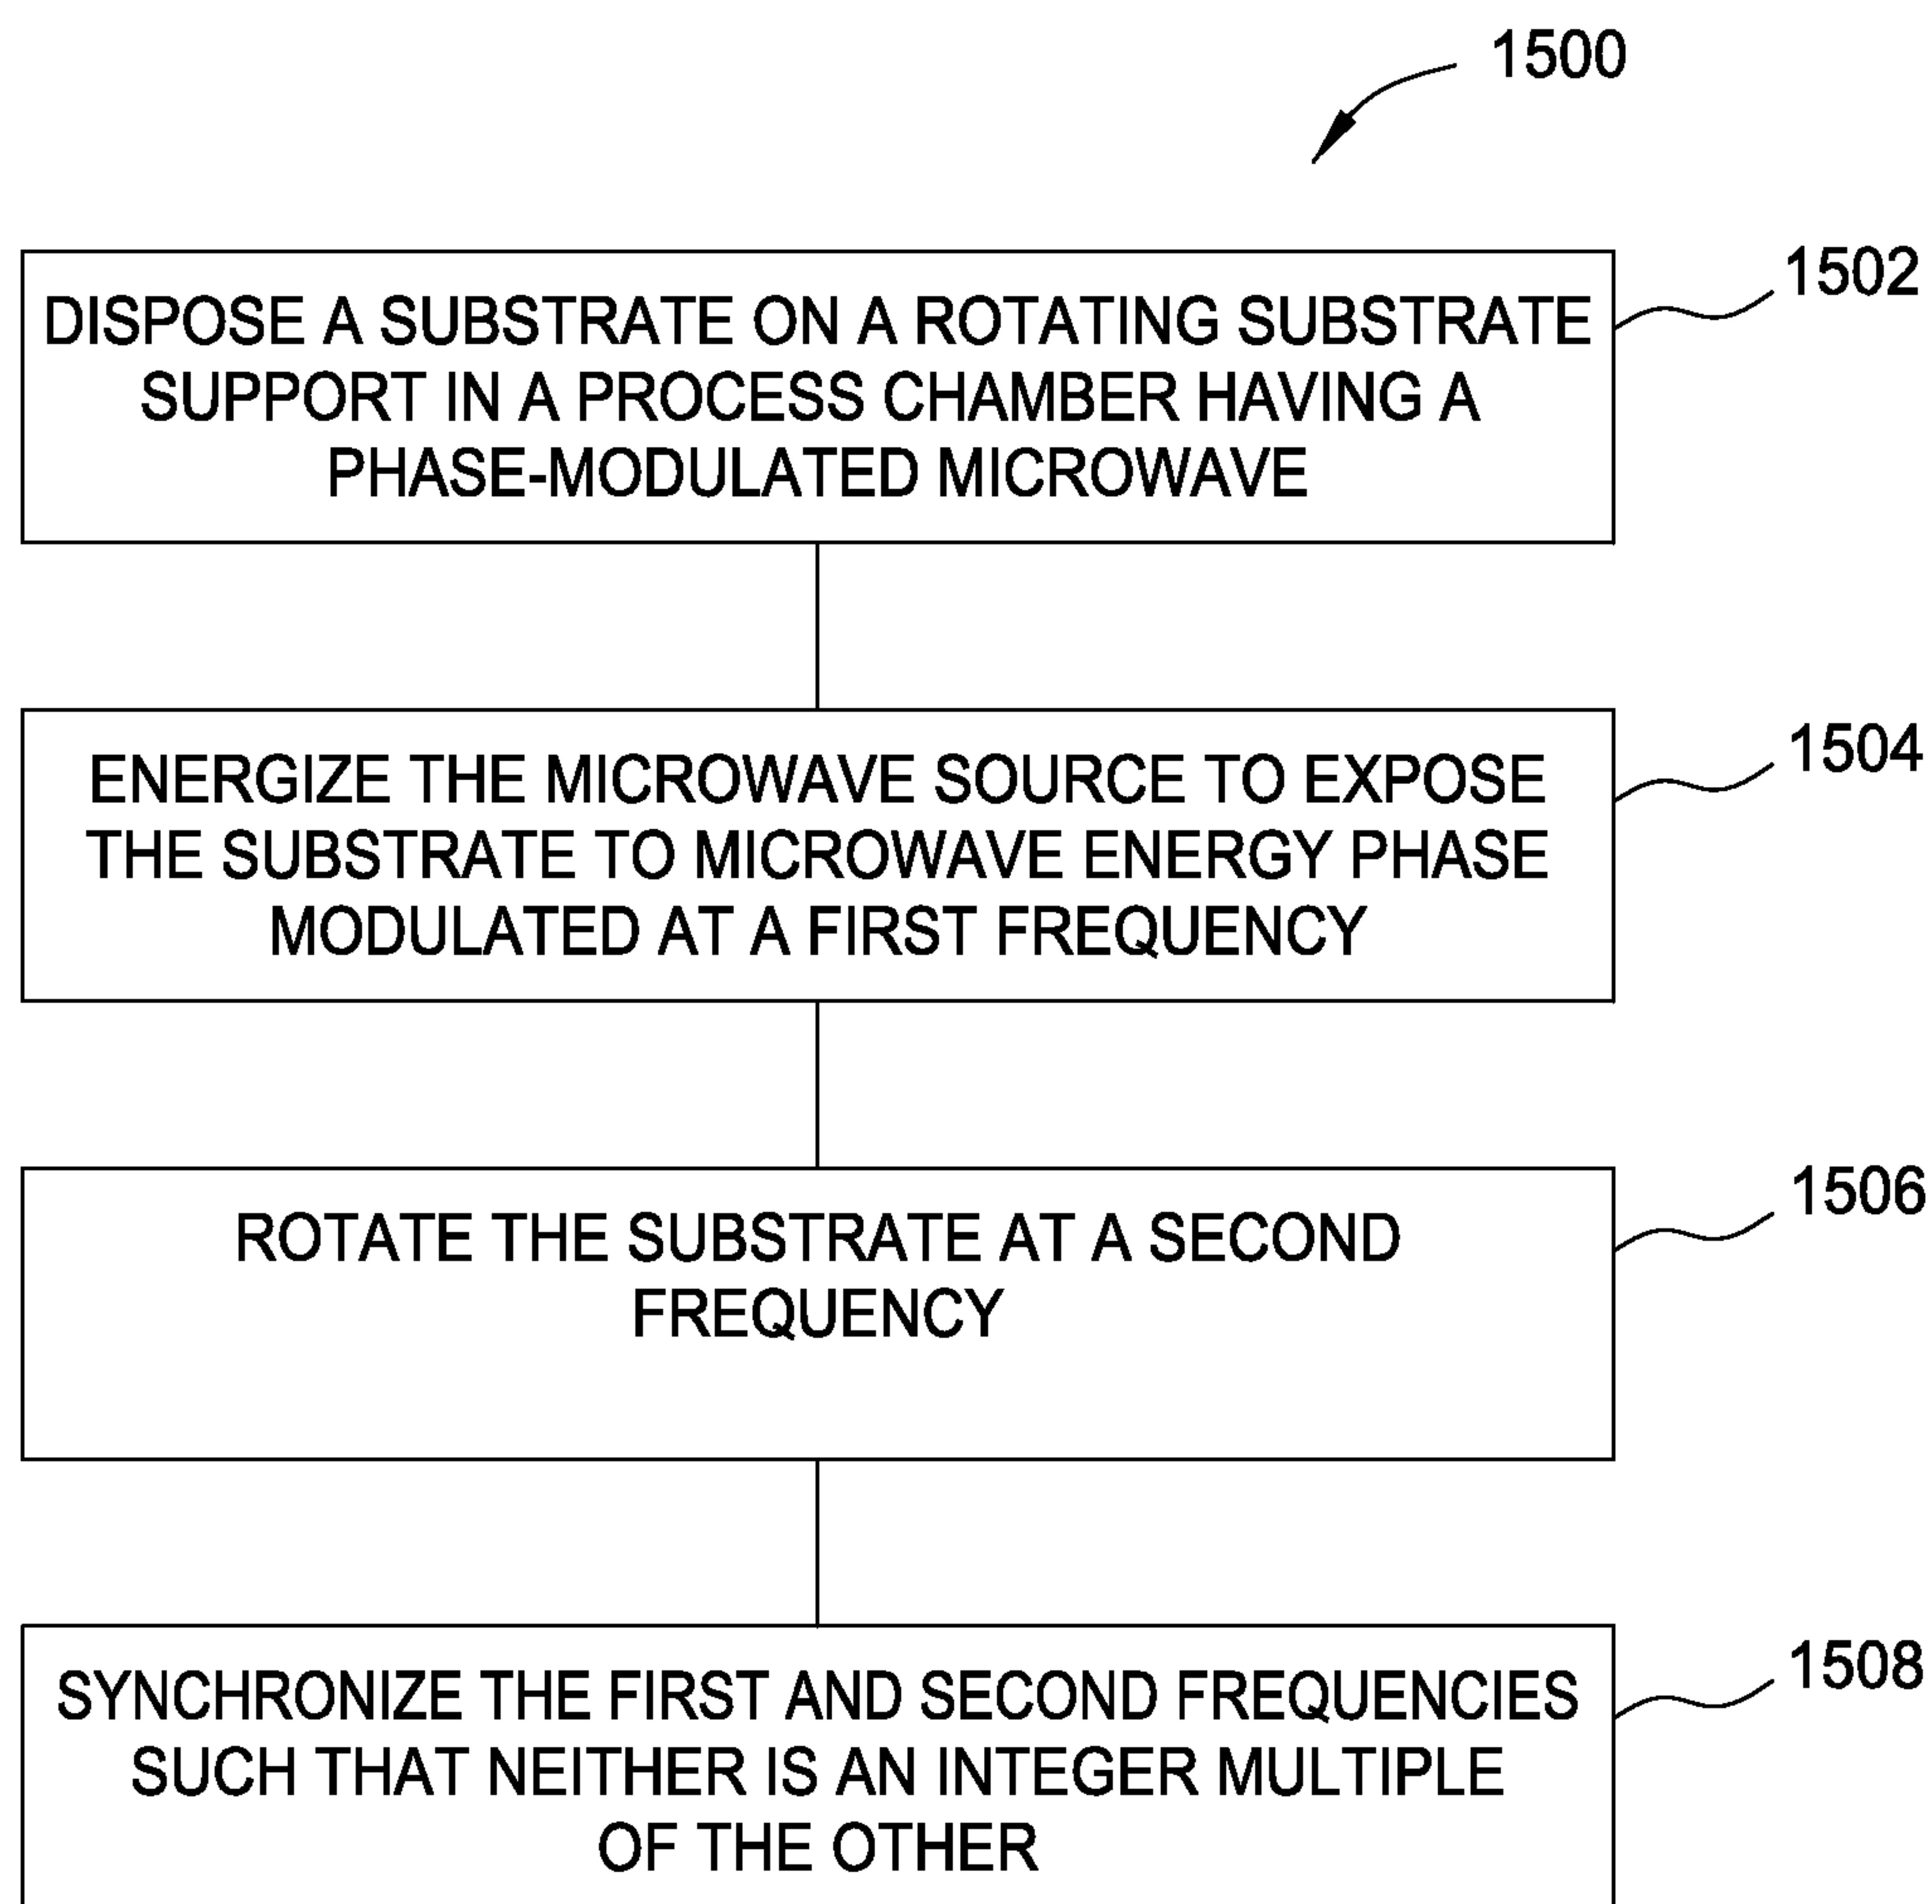 1500
DISPOSE A SUBSTRATE ON A ROTATING SUBSTRATE
SUPPORT IN A PROCESS CHAMBER HAVING A
PHASE-MODULATED MICROWAVE
1502
ENERGIZE THE MICROWAVE SOURCE TO EXPOSE
THE SUBSTRATE TO MICROWAVE ENERGY PHASE
MODULATED AT A FIRST FREQUENCY
1504
ROTATE THE SUBSTRATE AT A SECOND
FREQUENCY
1506
SYNCHRONIZE THE FIRST AND SECOND FREQUENCIES
SUCH THAT NEITHER IS AN INTEGER MULTIPLE
OF THE OTHER
1508